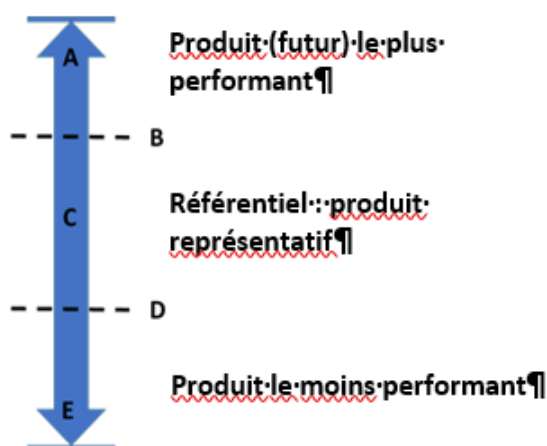 A
Produit·(futur)·le·plus·
performant¶
B
C
Référentiel·:·produit·
représentatif¶
D
E
Produit·le·moins·performant¶